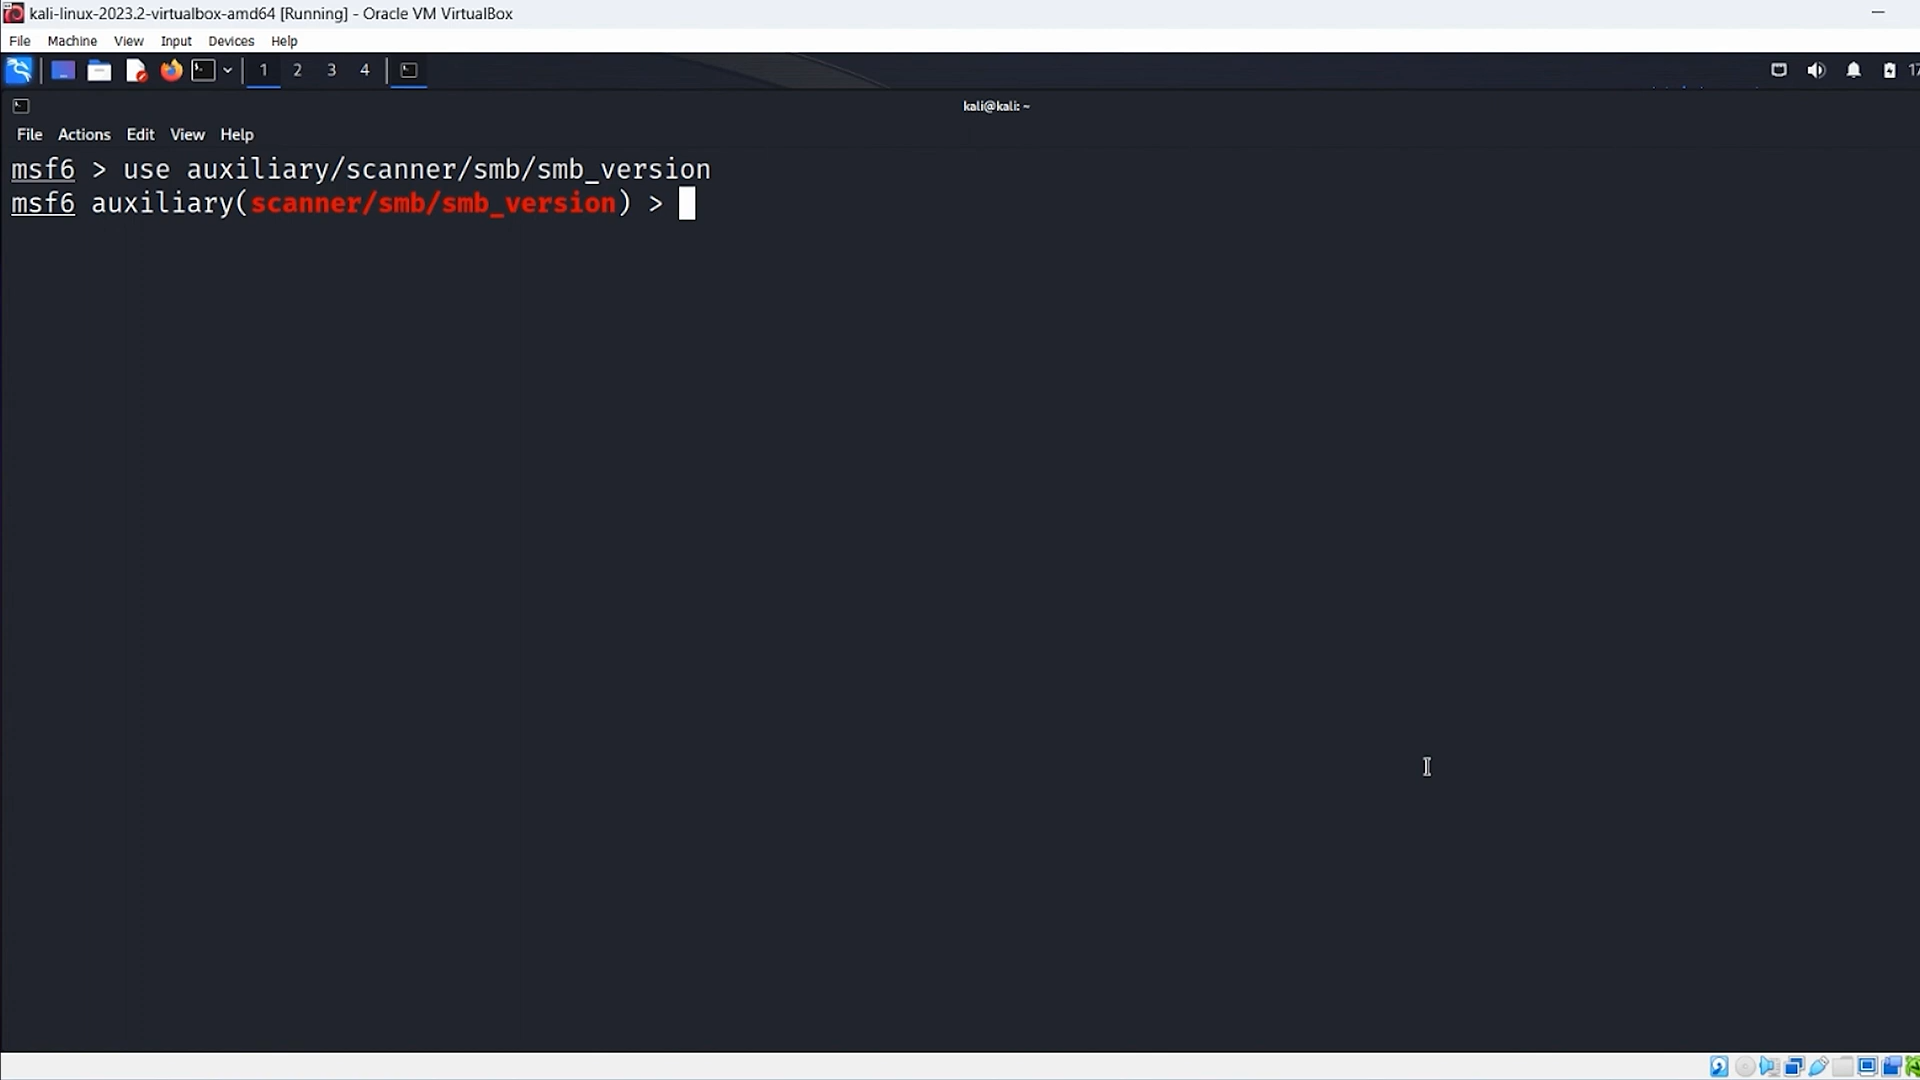 kali-linux-2023.2-virtualbox-amd64 [Running] - Oracle VM VirtualBox
File Machine View Input Devices Help
1 2 3 4 17
kali@kali: ~
File Actions Edit View Help
msf6 > use auxiliary/scanner/smb/smb_version
msf6 auxiliary(scanner/smb/smb_version) >